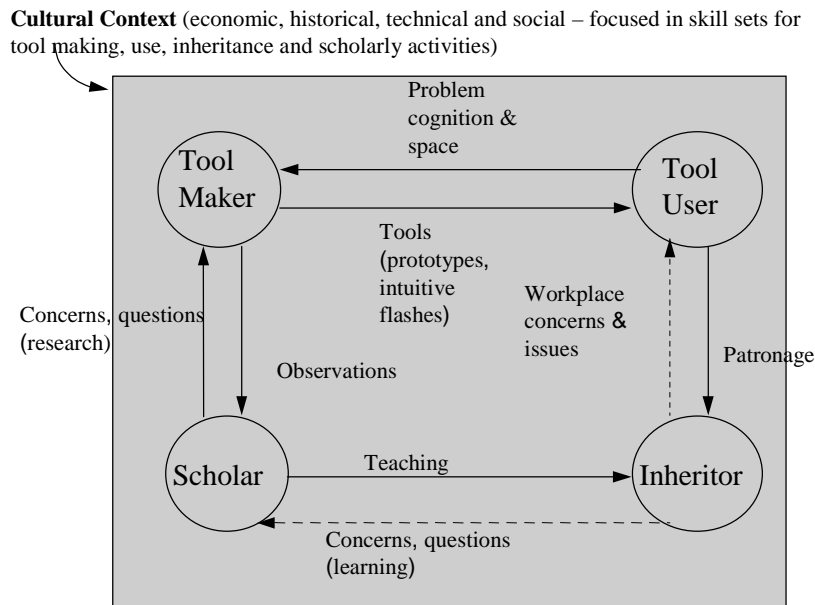 Cultural Context (economic, historical, technical and social – focused in skill sets for
tool making, use, inheritance and scholarly activities)
Problem
cognition &
space
Tool
Maker
Tool
User
Tools
(prototypes,
intuitive
flashes)
Workplace
concerns &
issues
Concerns, questions
(research)
Observations
Patronage
Scholar
Teaching
Inheritor
Concerns, questions
(learning)